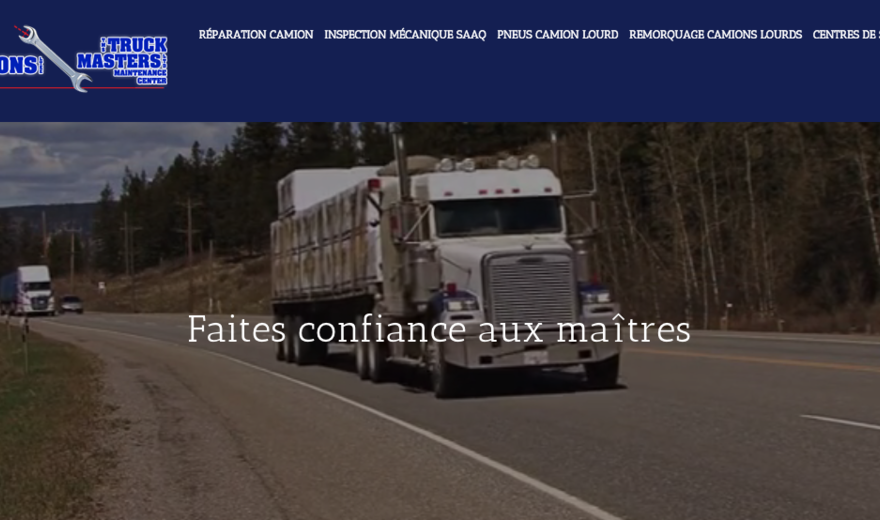 RÉPARATION CAMION INSPECTION MÉCANIQUE SAAQ PNEUS CAMION LOURD REMORQUAGE CAMIONS LOURDS CENTRES DE
ONS
THE TRUCK
MASTERS
MAINTENANCE
CENTER
Faites confiance aux maîtres